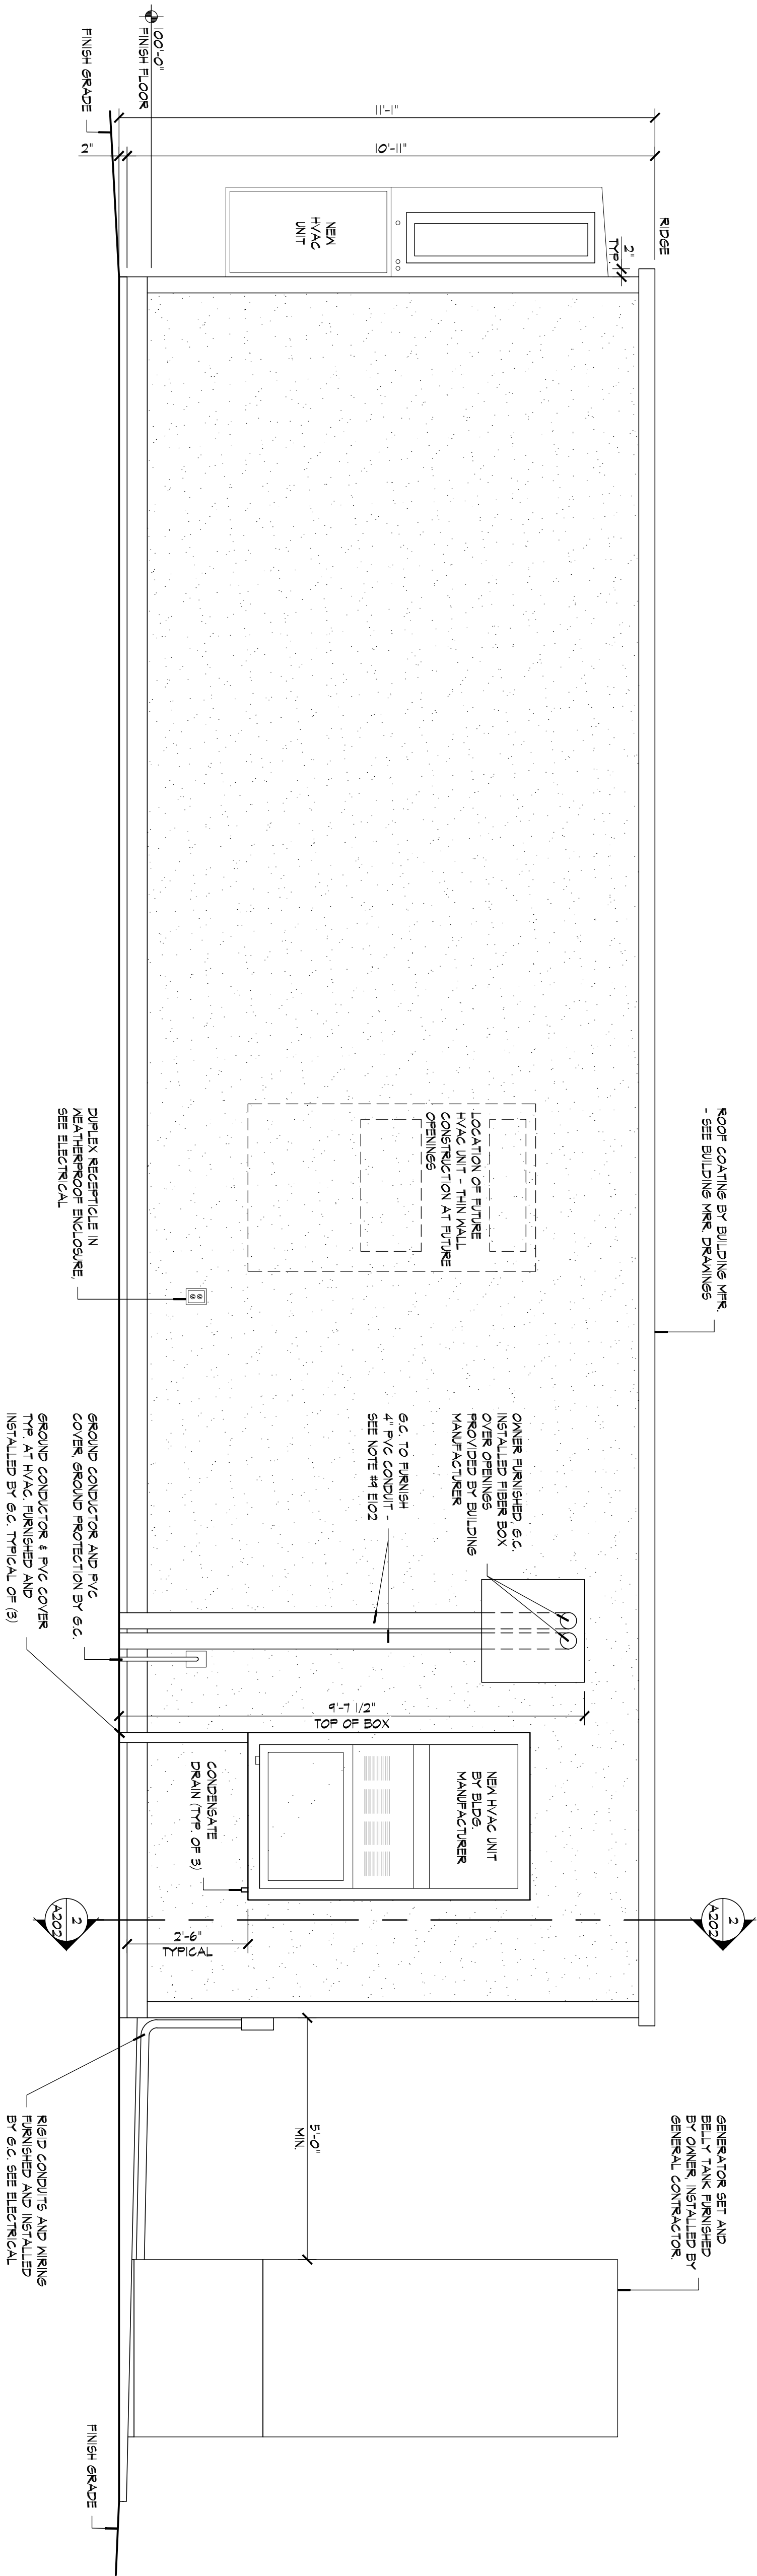 100'-0"
FINISH FLOOR
FINISH GRADE
11'-1"
10'-11"
2"
RIDGE
2"
TYP.
NEW
HVAC
UNIT
ROOF COATING BY BUILDING MFR.
- SEE BUILDING MRR. DRAWINGS
LOCATION OF FUTURE
HVAC UNIT - THIN WALL
CONSTRUCTION AT FUTURE
OPENINGS
DUPLEX RECEPTICLE IN
WEATHERPROOF ENCLOSURE,
SEE ELECTRICAL
OWNER FURNISHED, G.C.
INSTALLED FIBER BOX
OVER OPENINGS
PROVIDED BY BUILDING
MANUFACTURER
G.C. TO FURNISH
4" PVC CONDUIT -
SEE NOTE #9 E102
GROUND CONDUCTOR AND PVC
COVER, GROUND PROTECTION BY G.C.
GROUND CONDUCTOR & PVC COVER
TYP. AT HVAC. FURNISHED AND
INSTALLED BY G.C. TYPICAL OF (3)
9'-7 1/2"
TOP OF BOX
NEW HVAC UNIT
BY BLDG.
MANUFACTURER
CONDENSATE
DRAIN (TYP. OF 3)
2
A202
2
A202
2'-6"
TYPICAL
5'-0"
MIN.
GENERATOR SET AND
BELLY TANK FURNISHED
BY OWNER, INSTALLED BY
GENERAL CONTRACTOR.
RIGID CONDUITS AND WIRING
FURNISHED AND INSTALLED
BY G.C. SEE ELECTRICAL
FINISH GRADE